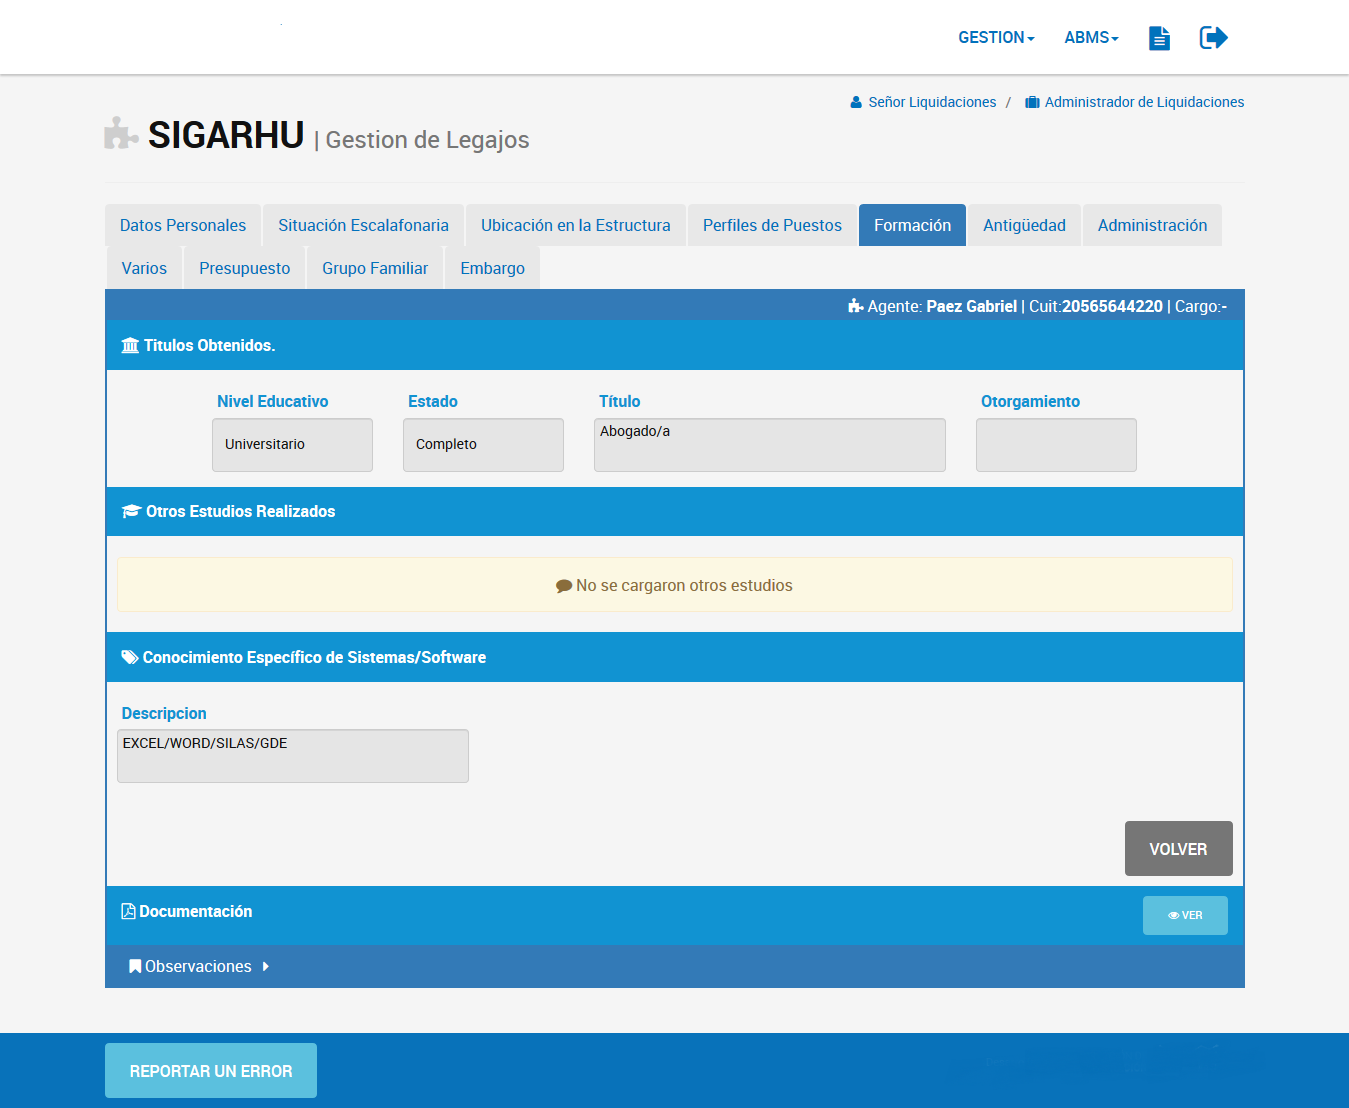 GESTION ABMS
Señor Liquidaciones / Administrador de Liquidaciones
SIGARHU | Gestion de Legajos
Datos Personales Situación Escalafonaria Ubicación en la Estructura Perfiles de Puestos Formación Antigüedad Administración
Varios Presupuesto Grupo Familiar Embargo
Agente: Paez Gabriel | Cuit:20565644220 | Cargo:-
Titulos Obtenidos.
Nivel Educativo Estado Título Otorgamiento
Universitario Completo Abogado/a
Otros Estudios Realizados
No se cargaron otros estudios
Conocimiento Específico de Sistemas/Software
Descripcion
EXCEL/WORD/SILAS/GDE
VOLVER
Documentación VER
Observaciones
REPORTAR UN ERROR